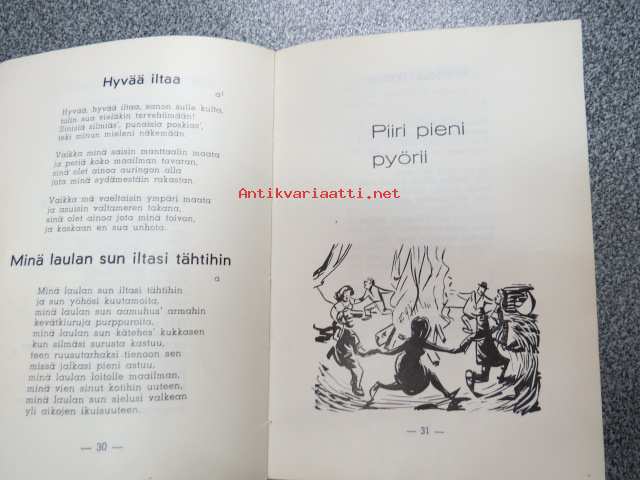 Hyvää iltaa
a¹
Hyvää, hyvää iltaa, sanon sulle kulta,
tulin sua vieläkin tervehtimään!
Sinisiä silmiäs', punaisia poskias',
teki minun mieleni näkemään.
Vaikka minä saisin manttaalin maata
ja periä koko maailman tavaran,
sinä olet ainoa auringan alla
jota minä sydämestäin rakastan.
Vaikka mä vaeltaisin ympäri maata
ja asuisin valtameren takana,
sinä olet ainoa jota minä toivon,
ja koskaan en sua unhota.
Minä laulan sun iltasi tähtihin
a
Minä laulan sun iltasi tähtihin
ja sun yöhösi kuutamoita,
minä laulan sun aamuhus' armahin
kevätkiuruja purppuroita,
minä laulan sun kätehes' kukkasen
kun silmäsi surusta kastuu,
teen ruusutarhaksi tienoon sen
missä jalkasi pieni astuu,
minä laulan loitolle maailman,
minä vien sinut kotihin uuteen,
minä laulan sun sielusi valkean
yli aikojen ikuisuuteen.
— 30 —
Piiri pieni
pyörii
— 31 —
Antikvariaatti.net